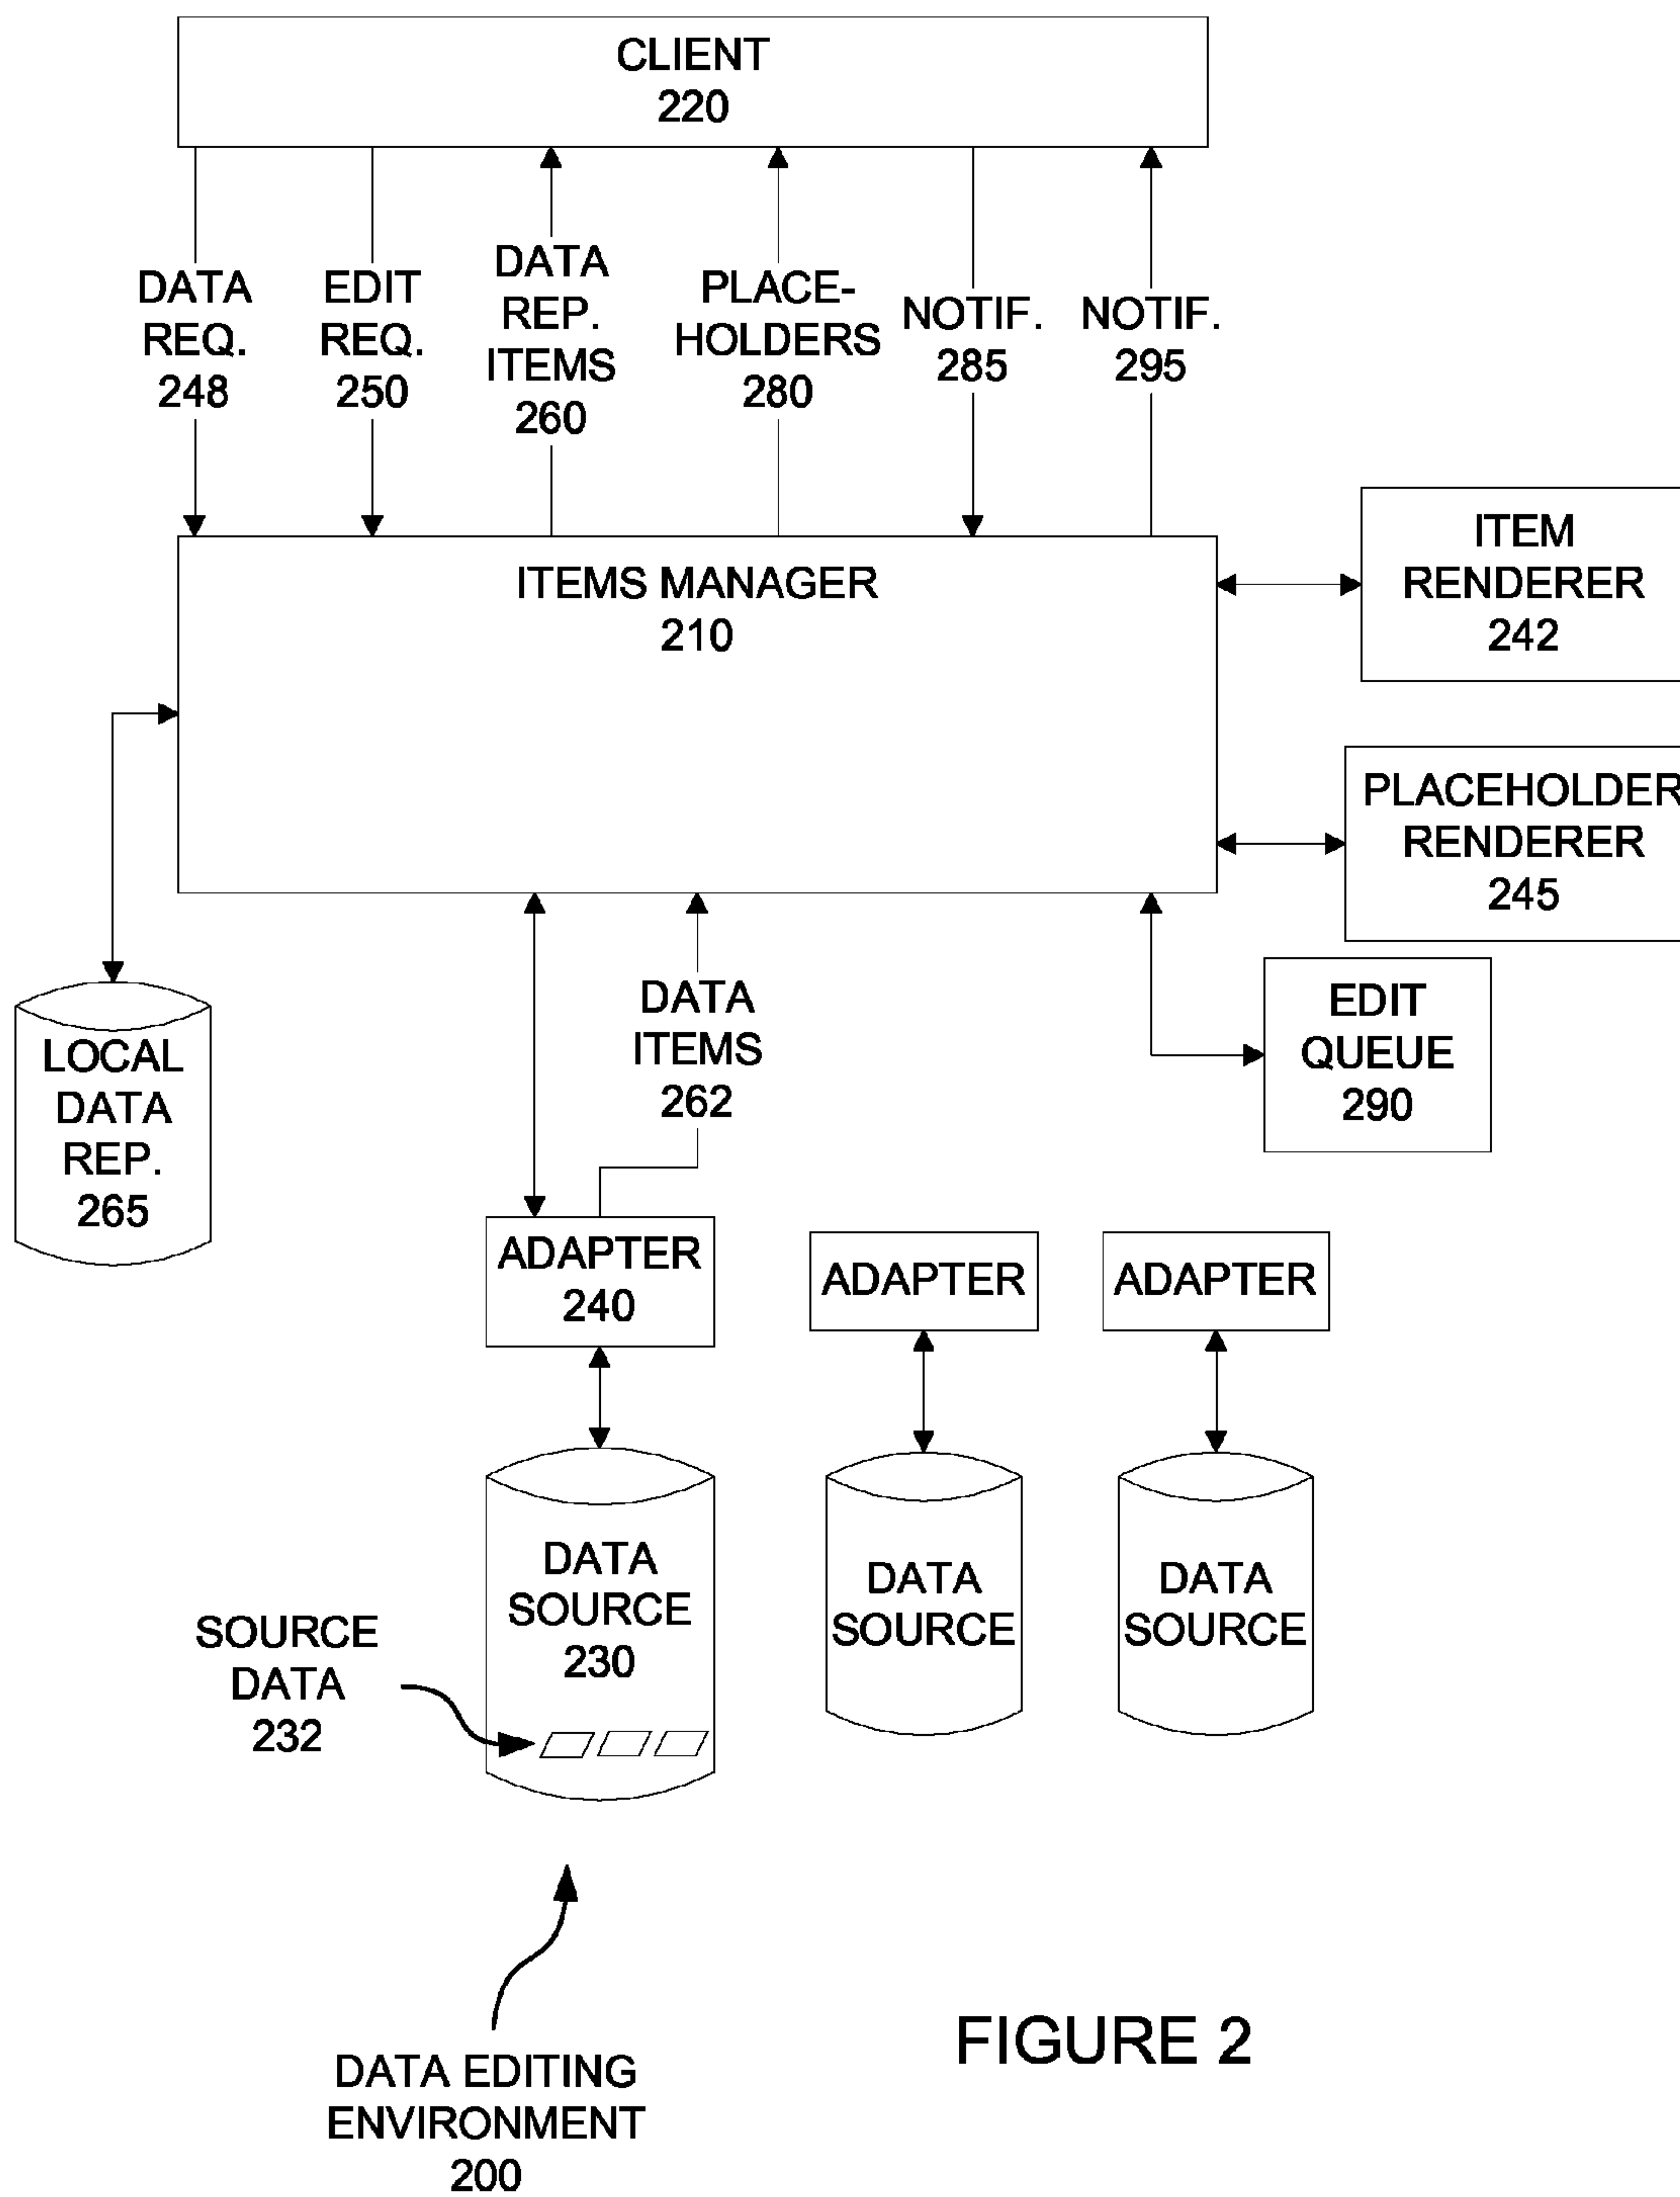 CLIENT
220
DATA
REQ.
248
EDIT
REQ.
250
DATA
REP.
ITEMS
260
PLACE-
HOLDERS
280
NOTIF.
285
NOTIF.
295
ITEMS MANAGER
210
ITEM
RENDERER
242
PLACEHOLDER
RENDERER
245
EDIT
QUEUE
290
LOCAL
DATA
REP.
265
DATA
ITEMS
262
ADAPTER
240
ADAPTER
ADAPTER
DATA
SOURCE
230
DATA
SOURCE
DATA
SOURCE
SOURCE
DATA
232
DATA EDITING
ENVIRONMENT
200
FIGURE 2